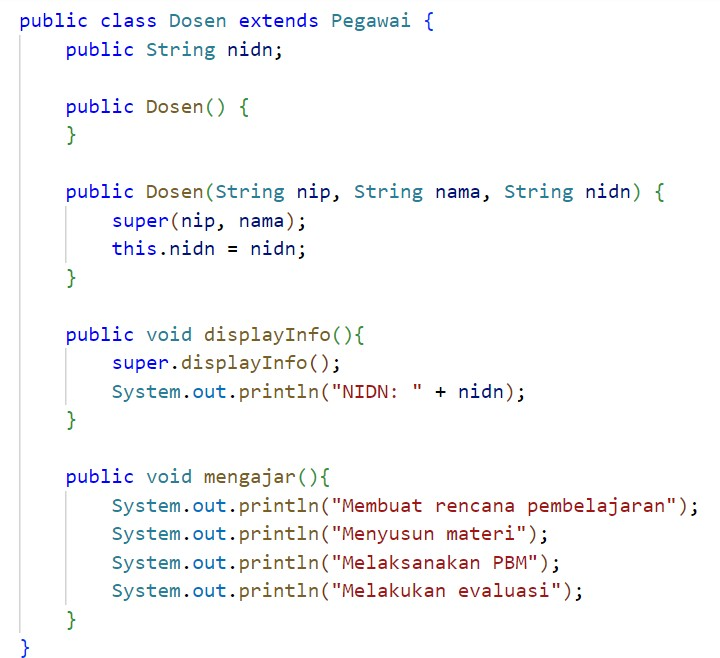 public class Dosen extends Pegawai {
    public String nidn;

    public Dosen() {
    }

    public Dosen(String nip, String nama, String nidn) {
        super(nip, nama);
        this.nidn = nidn;
    }

    public void displayInfo(){
        super.displayInfo();
        System.out.println("NIDN: " + nidn);
    }

    public void mengajar(){
        System.out.println("Membuat rencana pembelajaran");
        System.out.println("Menyusun materi");
        System.out.println("Melaksanakan PBM");
        System.out.println("Melakukan evaluasi");
    }
}